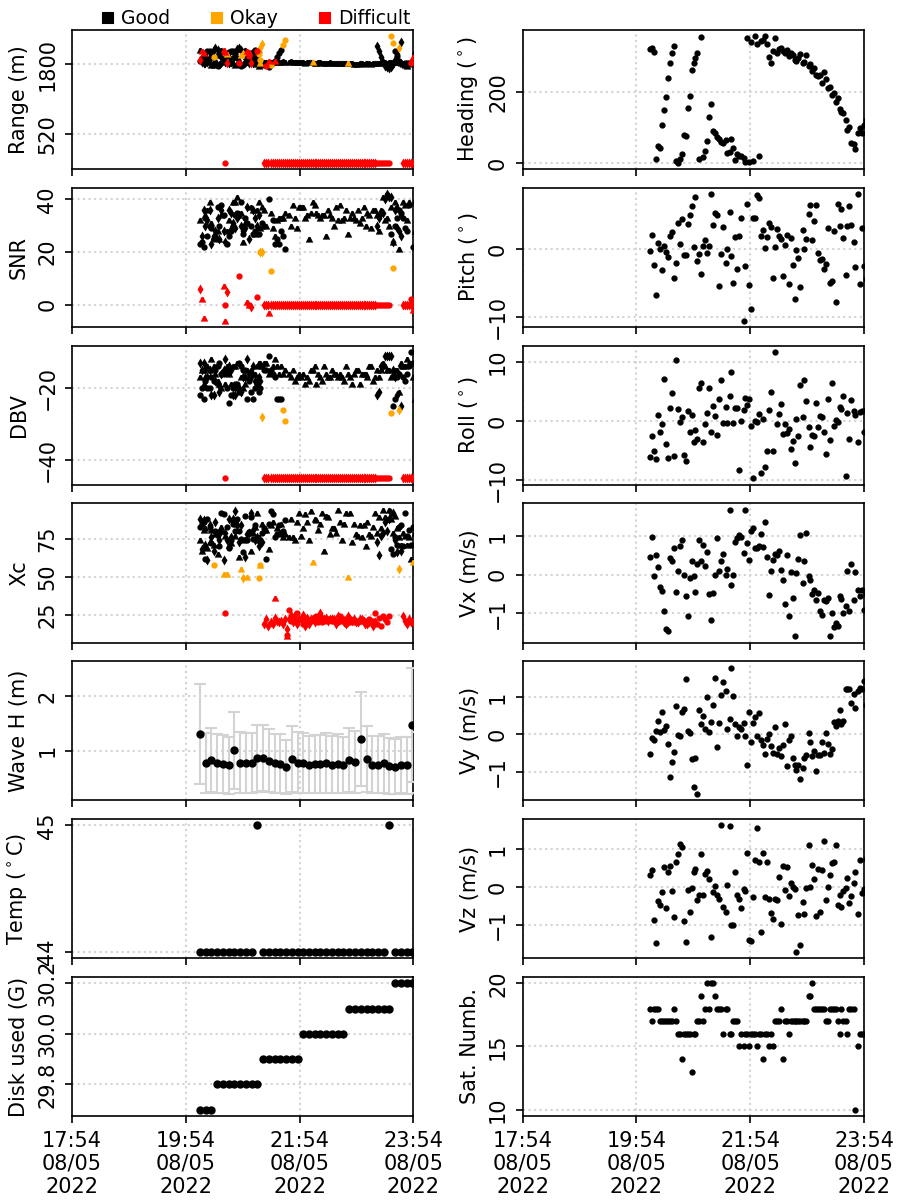 Good Okay Difficult
Range (m)
1800
520
Heading (°)
200
0
SNR
40
20
0
Pitch (°)
0
−10
DBV
−20
−40
Roll (°)
10
0
−10
Xc
75
50
25
Vx (m/s)
1
0
−1
Wave H (m)
2
1
Vy (m/s)
1
0
−1
Temp (°C)
45
44
Vz (m/s)
1
0
−1
Disk used (G)
30.2
30.0
29.8
Sat. Numb.
20
15
10
17:54 19:54 21:54 23:54
08/05 08/05 08/05 08/05
2022 2022 2022 2022
17:54 19:54 21:54 23:54
08/05 08/05 08/05 08/05
2022 2022 2022 2022